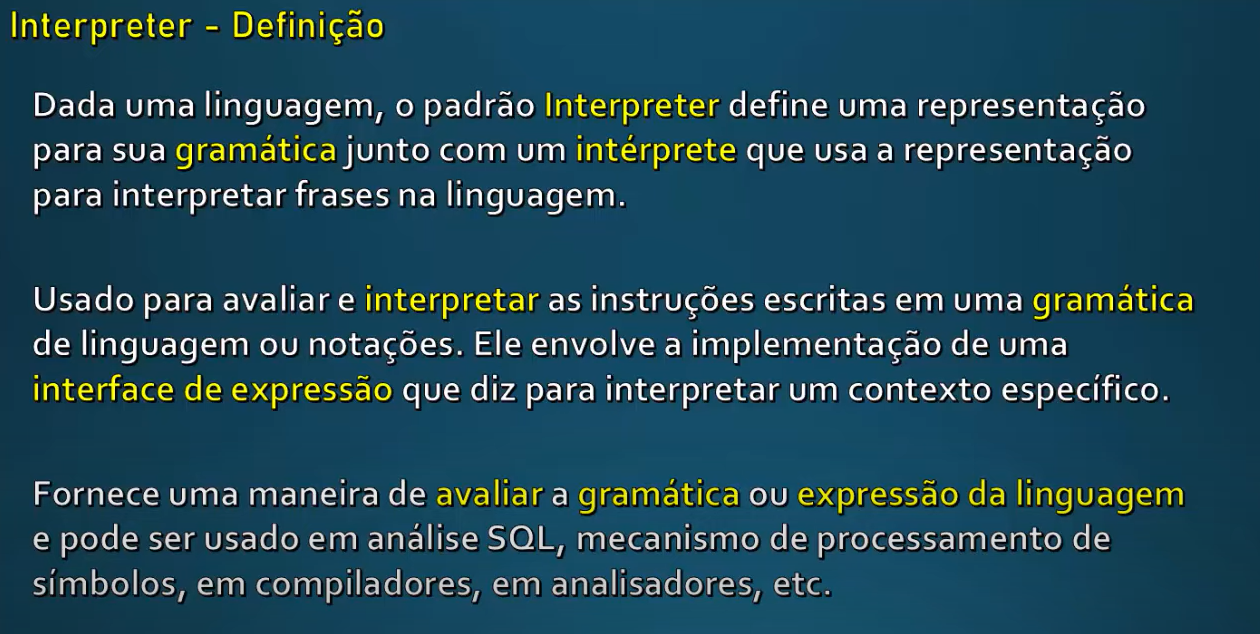 Interpreter - Definição
Dada uma linguagem, o padrão Interpreter define uma representação
para sua gramática junto com um intérprete que usa a representação
para interpretar frases na linguagem.
Usado para avaliar e interpretar as instruções escritas em uma gramática
de linguagem ou notações. Ele envolve a implementação de uma
interface de expressão que diz para interpretar um contexto específico.
Fornece uma maneira de avaliar a gramática ou expressão da linguagem
e pode ser usado em análise SQL, mecanismo de processamento de
símbolos, em compiladores, em analisadores, etc.